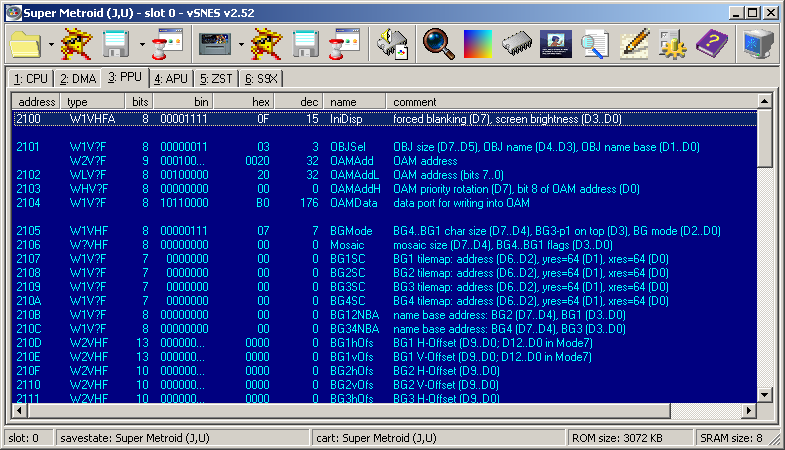 Super Metroid (J,U) - slot 0 - vSNES v2.52
1: CPU 2: DMA 3: PPU 4: APU 5: ZST 6: S9X
address type bits bin hex dec name comment
2100 W1VHFA 8 00001111 0F 15 IniDisp forced blanking (D7), screen brightness (D3..D0)
2101 W1V?F 8 00000011 03 3 OBJSel OBJ size (D7..D5), OBJ name (D4..D3), OBJ name base (D1..D0)
W2V?F 9 000100... 0020 32 OAMAdd OAM address
2102 WLV?F 8 00100000 20 32 OAMAddL OAM address (bits 7..0)
2103 WHV?F 8 00000000 00 0 OAMAddH OAM priority rotation (D7), bit 8 of OAM address (D0)
2104 W1V?F 8 10110000 B0 176 OAMData data port for writing into OAM
2105 W1VHF 8 00000111 07 7 BGMode BG4..BG1 char size (D7..D4), BG3-p1 on top (D3), BG mode (D2..D0)
2106 W?VHF 8 00000000 00 0 Mosaic mosaic size (D7..D4), BG4..BG1 flags (D3..D0)
2107 W1V?F 7 0000000 00 0 BG1SC BG1 tilemap: address (D6..D2), yres=64 (D1), xres=64 (D0)
2108 W1V?F 7 0000000 00 0 BG2SC BG2 tilemap: address (D6..D2), yres=64 (D1), xres=64 (D0)
2109 W1V?F 7 0000000 00 0 BG3SC BG3 tilemap: address (D6..D2), yres=64 (D1), xres=64 (D0)
210A W1V?F 7 0000000 00 0 BG4SC BG4 tilemap: address (D6..D2), yres=64 (D1), xres=64 (D0)
210B W1V?F 8 00000000 00 0 BG12NBA name base address: BG2 (D7..D4), BG1 (D3..D0)
210C W1V?F 8 00000000 00 0 BG34NBA name base address: BG4 (D7..D4), BG3 (D3..D0)
210D W2VHF 13 000000... 0000 0 BG1hOfs BG1 H-Offset (D9..D0; D12..D0 in Mode7)
210E W2VHF 13 000000... 0000 0 BG1vOfs BG1 V-Offset (D9..D0; D12..D0 in Mode7)
210F W2VHF 10 000000... 0000 0 BG2hOfs BG2 H-Offset (D9..D0)
2110 W2VHF 10 000000... 0000 0 BG2vOfs BG2 V-Offset (D9..D0)
2111 W2VHF 10 000000... 0000 0 BG3hOfs BG3 H-Offset (D9..D0)
slot: 0 savestate: Super Metroid (J,U) cart: Super Metroid (J,U) ROM size: 3072 KB SRAM size: 8